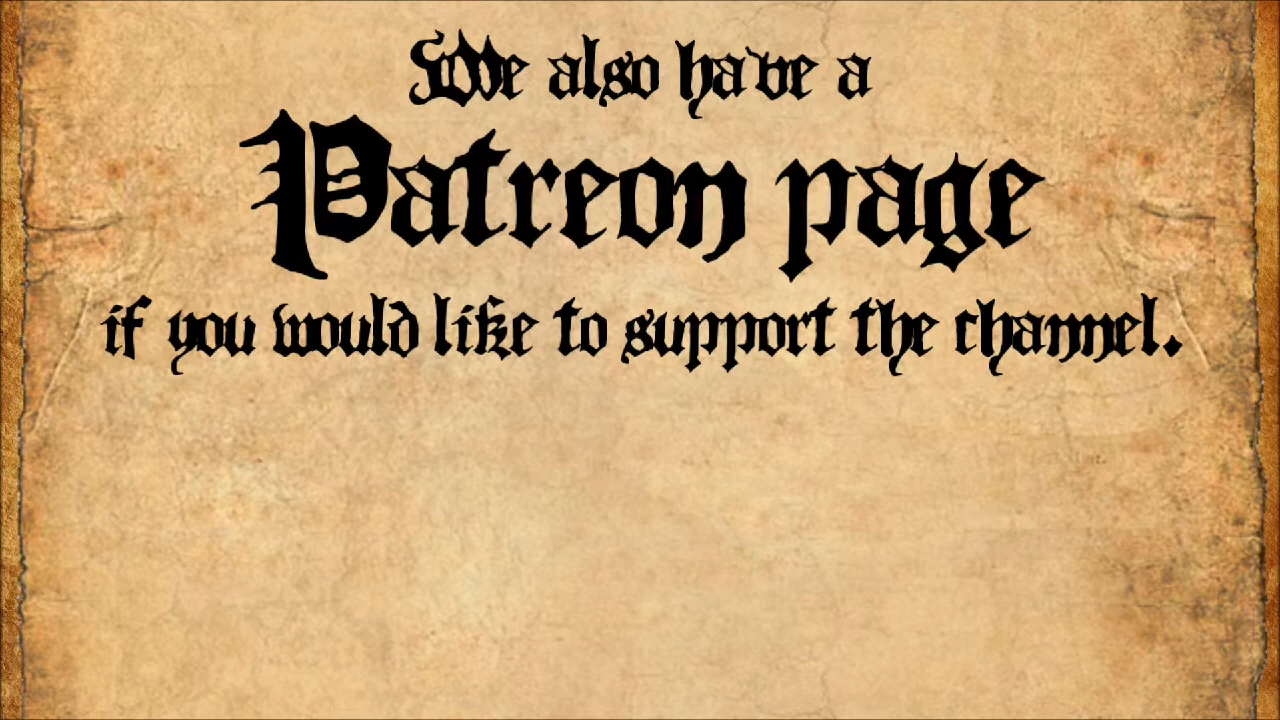 We also have a
Patreon page
if you would like to support the channel.